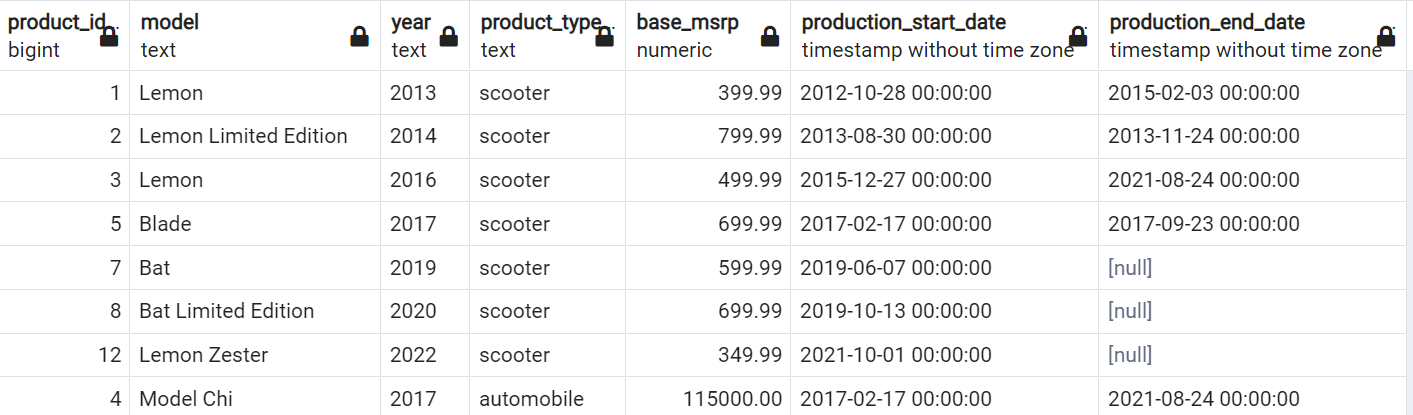 product_id model year product_type base_msrp production_start_date production_end_date
bigint text text text numeric timestamp without time zone timestamp without time zone
1 Lemon 2013 scooter 399.99 2012-10-28 00:00:00 2015-02-03 00:00:00
2 Lemon Limited Edition 2014 scooter 799.99 2013-08-30 00:00:00 2013-11-24 00:00:00
3 Lemon 2016 scooter 499.99 2015-12-27 00:00:00 2021-08-24 00:00:00
5 Blade 2017 scooter 699.99 2017-02-17 00:00:00 2017-09-23 00:00:00
7 Bat 2019 scooter 599.99 2019-06-07 00:00:00 [null]
8 Bat Limited Edition 2020 scooter 699.99 2019-10-13 00:00:00 [null]
12 Lemon Zester 2022 scooter 349.99 2021-10-01 00:00:00 [null]
4 Model Chi 2017 automobile 115000.00 2017-02-17 00:00:00 2021-08-24 00:00:00